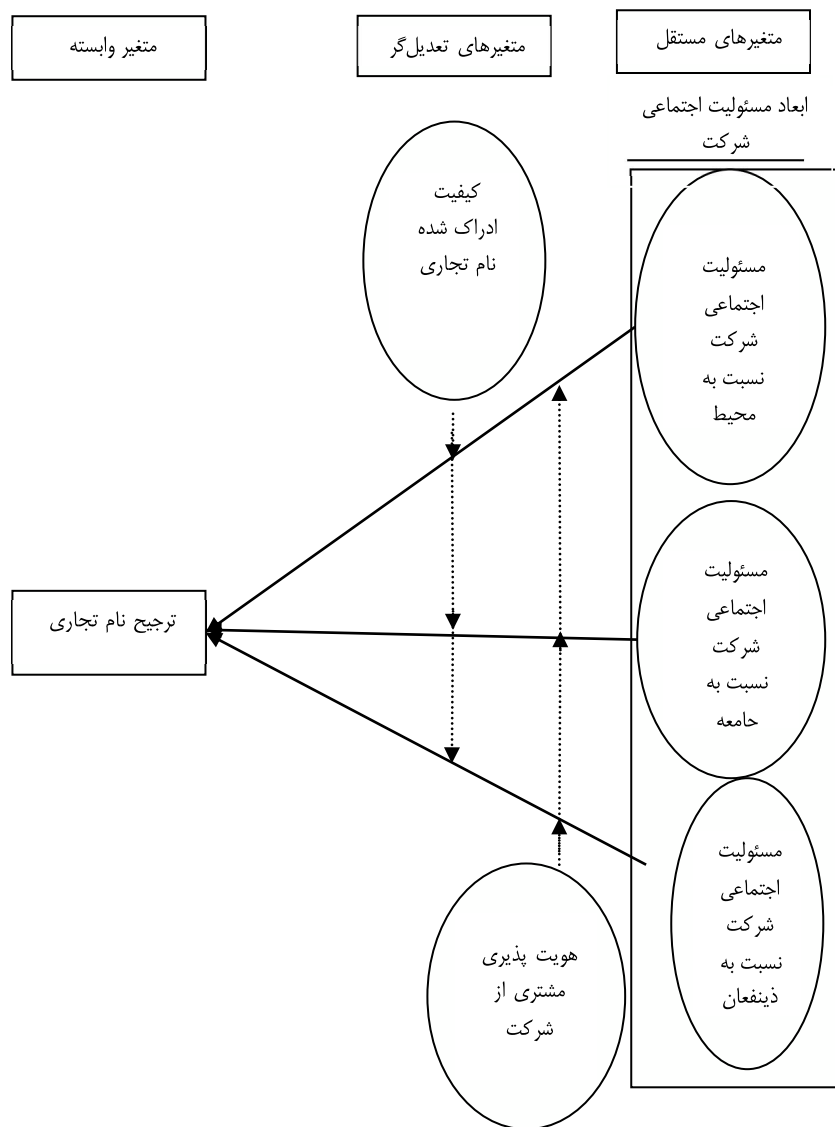 متغیرهای مستقل
متغیرهای تعدیل‌گر
متغیر وابسته
ابعاد مسئولیت اجتماعی
شرکت
مسئولیت
اجتماعی
شرکت
نسبت به
محیط
کیفیت
ادراک شده
نام تجاری
مسئولیت
اجتماعی
شرکت
نسبت به
جامعه
ترجیح نام تجاری
مسئولیت
اجتماعی
شرکت
نسبت به
ذینفعان
هویت پذیری
مشتری از
شرکت